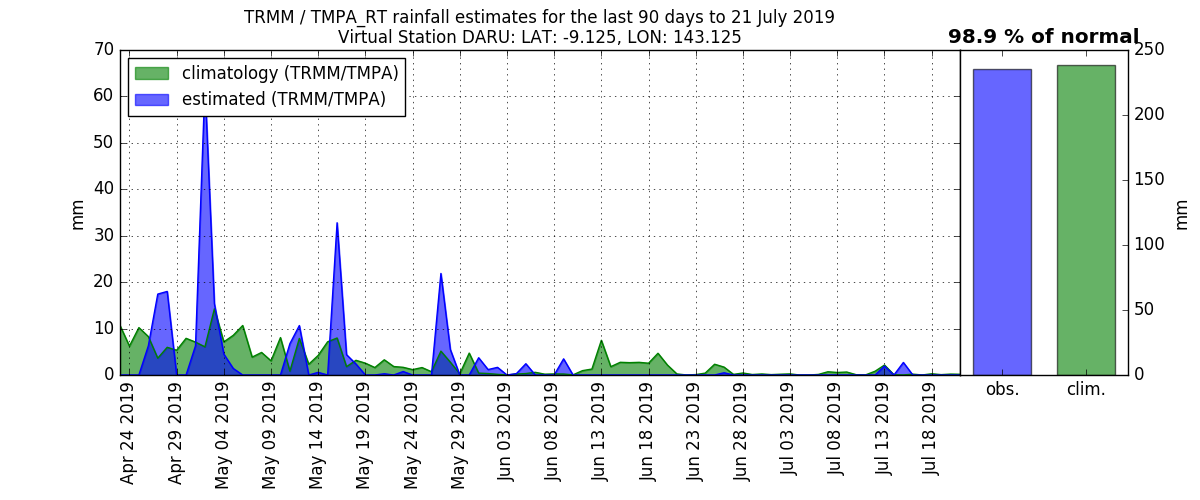 TRMM / TMPA_RT rainfall estimates for the last 90 days to 21 July 2019
Virtual Station DARU: LAT: -9.125, LON: 143.125
98.9 % of normal
climatology (TRMM/TMPA)
estimated (TRMM/TMPA)
70
60
50
40
30
20
10
0
mm
Apr 24 2019
Apr 29 2019
May 04 2019
May 09 2019
May 14 2019
May 19 2019
May 24 2019
May 29 2019
Jun 03 2019
Jun 08 2019
Jun 13 2019
Jun 18 2019
Jun 23 2019
Jun 28 2019
Jul 03 2019
Jul 08 2019
Jul 13 2019
Jul 18 2019
obs.
clim.
250
200
150
100
50
0
mm